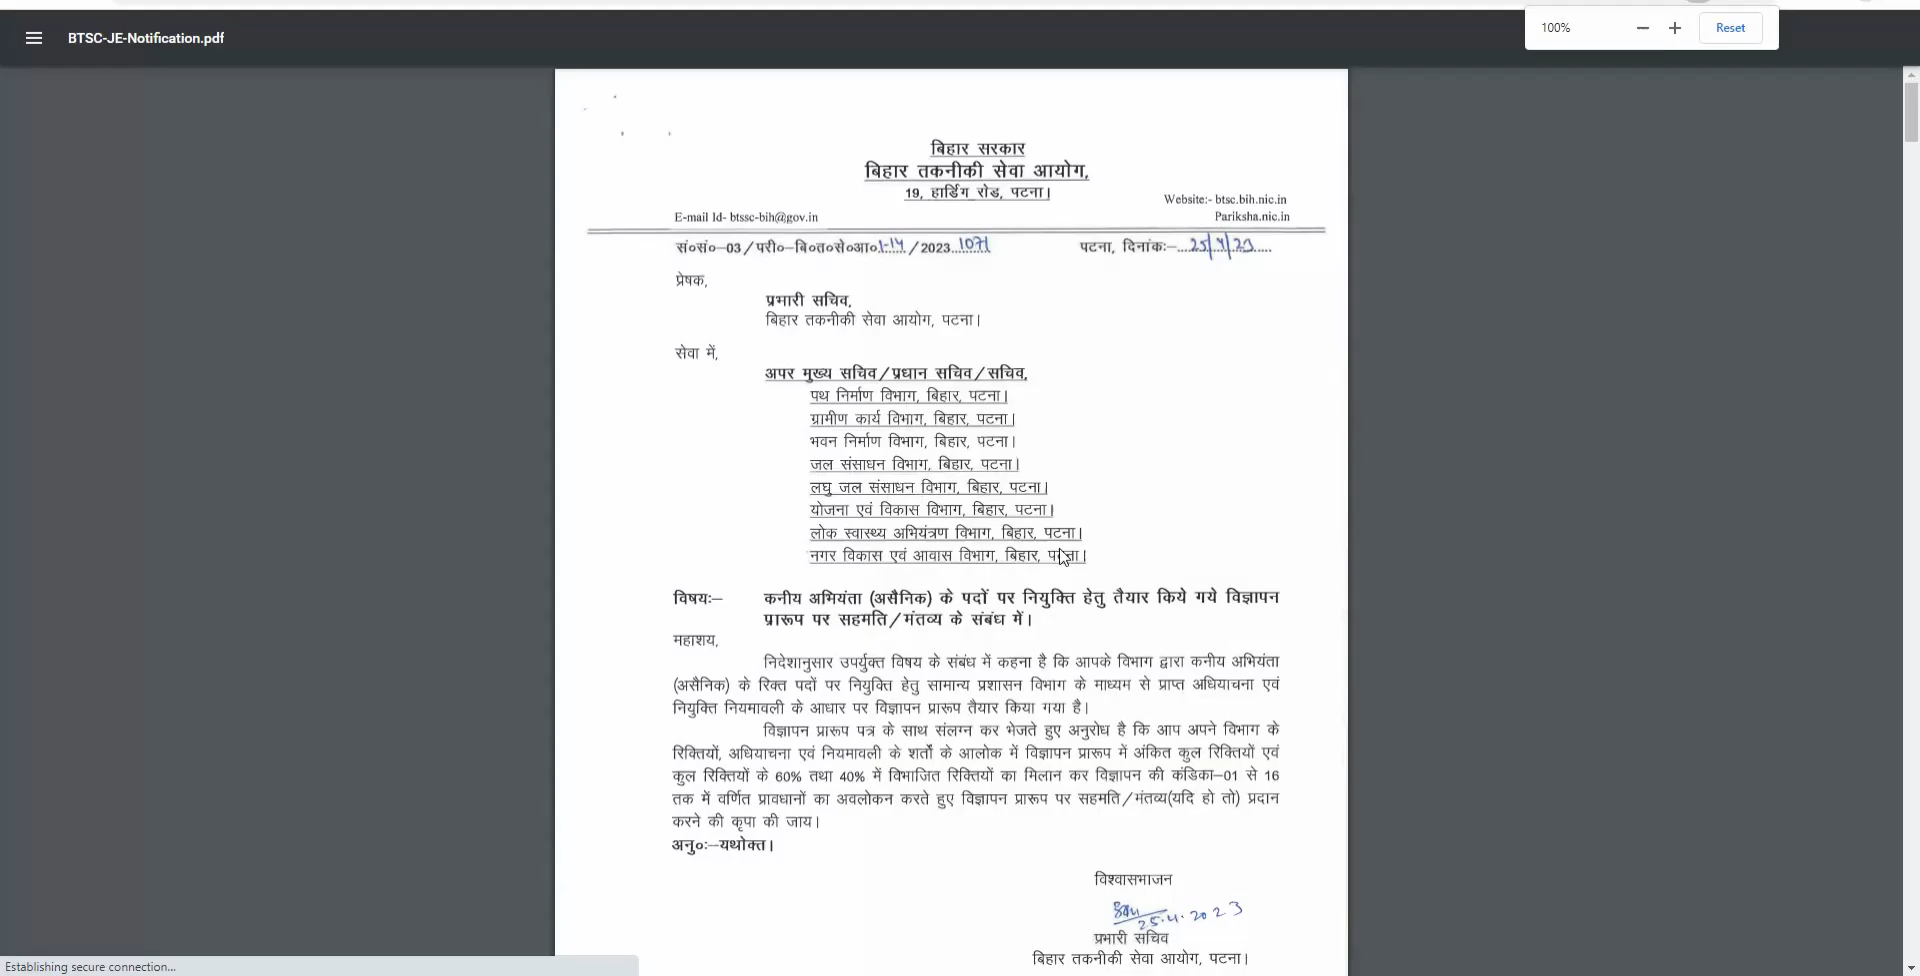 BTSC-JE-Notification.pdf
100%
Reset
बिहार सरकार
बिहार तकनीकी सेवा आयोग,
19, हार्डिंग रोड, पटना।
Website:- btsc.bih.nic.in
E-mail Id- btssc-bih@gov.in
Pariksha.nic.in
सं०सं०–03/परी०–बि०त०से०आ०1-14/2023 1071
पटना, दिनांकः–...25/4/23.....
प्रेषक,
प्रभारी सचिव,
बिहार तकनीकी सेवा आयोग, पटना।
सेवा में,
अपर मुख्य सचिव/प्रधान सचिव/सचिव,
पथ निर्माण विभाग, बिहार, पटना।
ग्रामीण कार्य विभाग, बिहार, पटना।
भवन निर्माण विभाग, बिहार, पटना।
जल संसाधन विभाग, बिहार, पटना।
लघु जल संसाधन विभाग, बिहार, पटना।
योजना एवं विकास विभाग, बिहार, पटना।
लोक स्वास्थ्य अभियंत्रण विभाग, बिहार, पटना।
नगर विकास एवं आवास विभाग, बिहार, पटना।
विषयः– कनीय अभियंता (असैनिक) के पदों पर नियुक्ति हेतु तैयार किये गये विज्ञापन
प्रारूप पर सहमति/मंतव्य के संबंध में।
महाशय,
निदेशानुसार उपर्युक्त विषय के संबंध में कहना है कि आपके विभाग द्वारा कनीय अभियंता
(असैनिक) के रिक्त पदों पर नियुक्ति हेतु सामान्य प्रशासन विभाग के माध्यम से प्राप्त अधियाचना एवं
नियुक्ति नियमावली के आधार पर विज्ञापन प्रारूप तैयार किया गया है।
विज्ञापन प्रारूप पत्र के साथ संलग्न कर भेजते हुए अनुरोध है कि आप अपने विभाग के
रिक्तियों, अधियाचना एवं नियमावली के शर्तों के आलोक में विज्ञापन प्रारूप में अंकित कुल रिक्तियों एवं
कुल रिक्तियों के 60% तथा 40% में विभाजित रिक्तियों का मिलान कर विज्ञापन की कंडिका–01 से 16
तक में वर्णित प्रावधानों का अवलोकन करते हुए विज्ञापन प्रारूप पर सहमति/मंतव्य(यदि हो तो) प्रदान
करने की कृपा की जाय।
अनु०ः–यथोक्त।
विश्वासभाजन
25.4.2023
प्रभारी सचिव
बिहार तकनीकी सेवा आयोग, पटना।
Establishing secure connection...